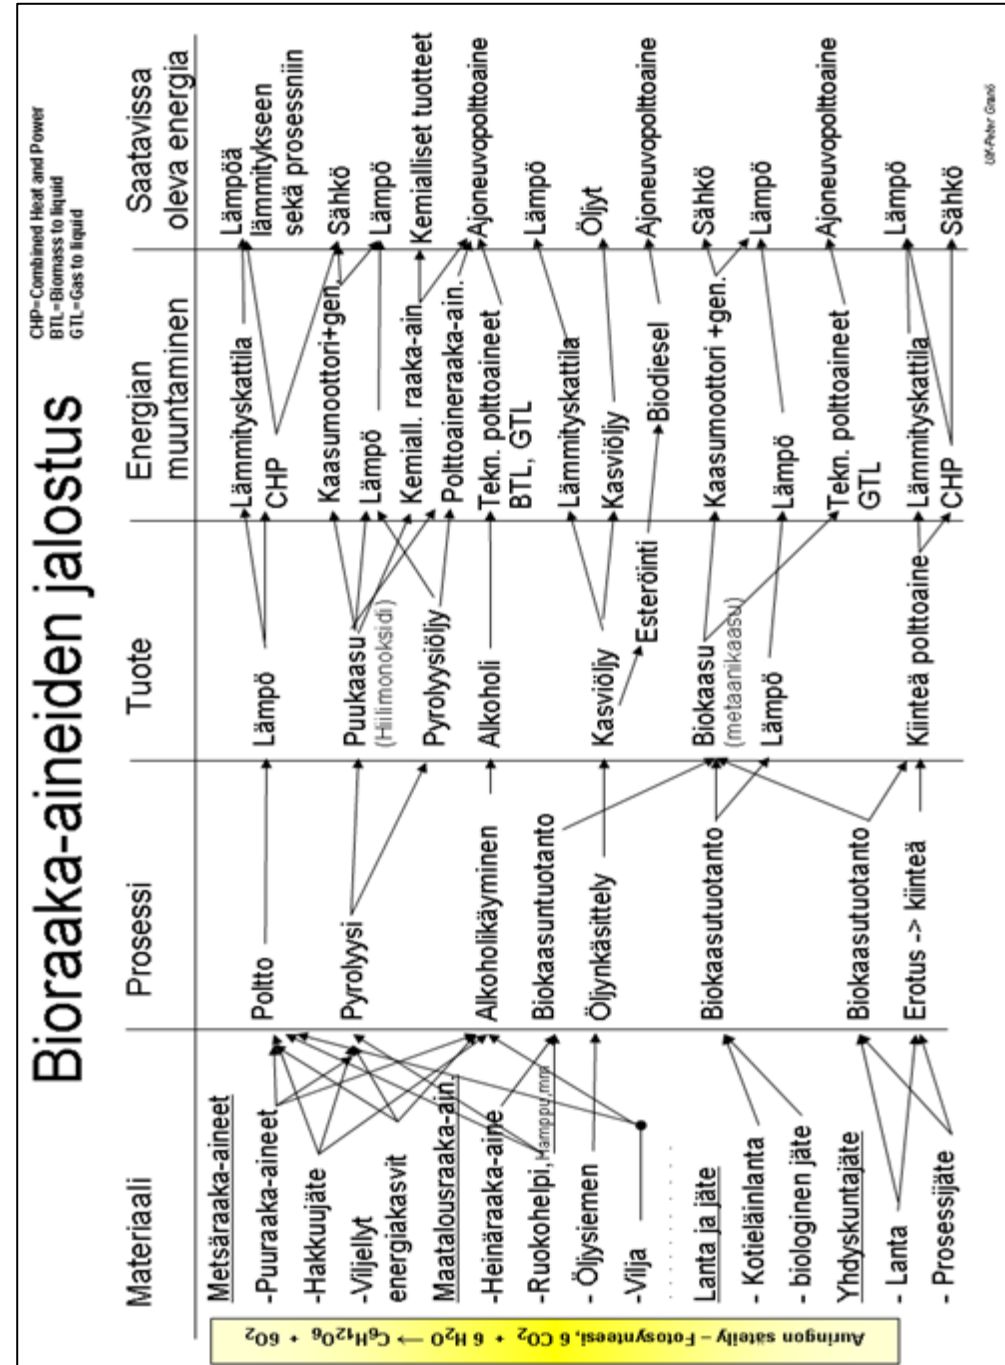 Bioraaka-aineiden jalostus
CHP=Combined Heat and Power
BTL=Biomass to liquid
GTL=Gas to liquid
Materiaali
Prosessi
Tuote
Energian
muuntaminen
Saatavissa
oleva energia
Metsäraaka-aineet
-Puuraaka-aineet
-Hakkuujäte
-Viljellyt
energiakasvit
Maatalousraaka-ain.
-Heinäraaka-aine
-Ruokohelpi, Hamppu,mm
- Öljysiemen
-Vilja
Lanta ja jäte
- Kotieläinlanta
- biologinen jäte
Yhdyskuntajäte
- Lanta
- Prosessijäte
Poltto
Pyrolyysi
Alkoholikäyminen
Biokaasuntuotanto
Öljynkäsittely
Biokaasutuotanto
Biokaasutuotanto
Erotus -> kiinteä
Lämpö
Puukaasu
(Hiilimonoksidi)
Pyrolyysiöljy
Alkoholi
Kasviöljy
Esteröinti
Biokaasu
(metaanikaasu)
Lämpö
Kiinteä polttoaine
Lämmityskattila
CHP
Kaasumoottori+gen.
Lämpö
Kemiall. raaka-ain
Polttoaineraaka-ain.
Tekn. polttoaineet
BTL, GTL
Lämmityskattila
Kasviöljy
Biodiesel
Kaasumoottori +gen.
Lämpö
Tekn. polttoaineet
GTL
Lämmityskattila
CHP
Lämpöä
lämmitykseen
sekä prosessniin
Sähkö
Lämpö
Kemialliset tuotteet
Ajoneuvopolttoaine
Lämpö
Öljyt
Ajoneuvopolttoaine
Sähkö
Lämpö
Ajoneuvopolttoaine
Lämpö
Sähkö
Auringon säteily – Fotosynteesi, 6 CO₂ + 6 H₂O → C₆H₁₂O₆ + 6O₂
Ulf-Peter Granö